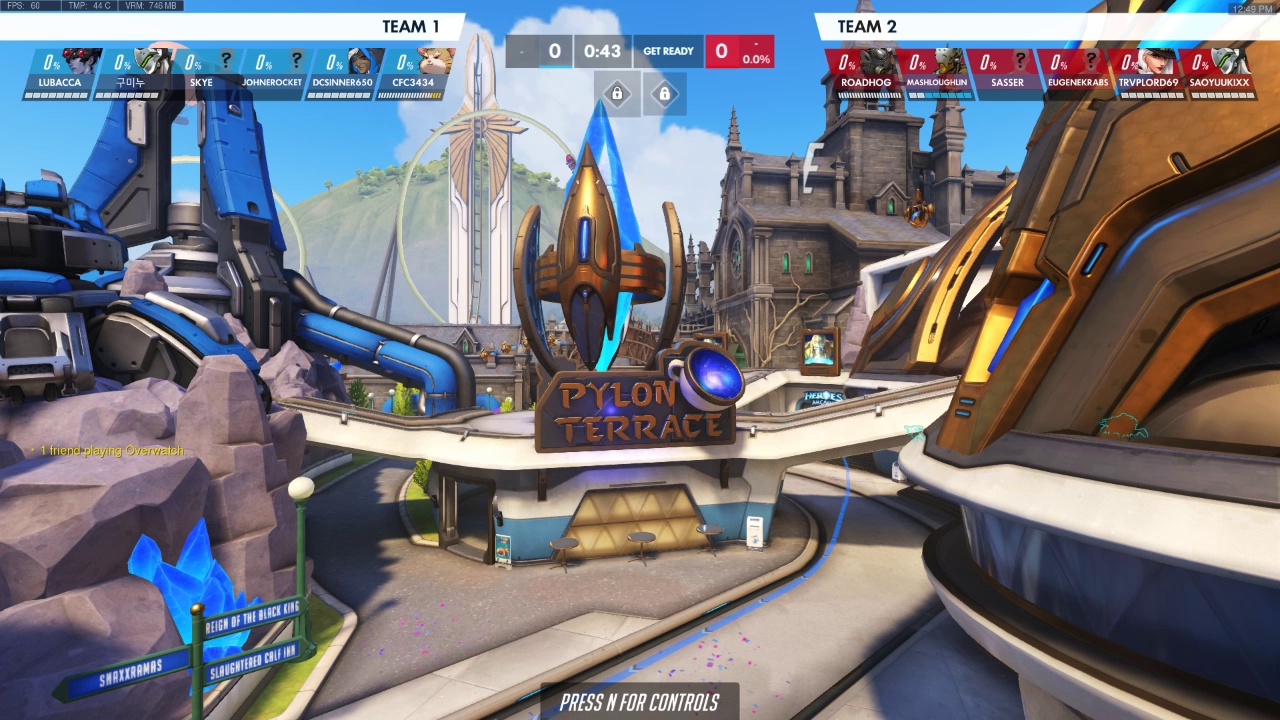 FPS: 60 TMP: 44 C VRM: 746 MB
12:49 PM
TEAM 1
TEAM 2
- 0 0:43 GET READY 0 -
0.0%
0% 0% 0% ? 0% ? 0% 0%
LUBACCA 구미누 SKYE JOHNEROCKET DCSINNER650 CFC3434
0% 0% 0% ? 0% ? 0% 0%
ROADHOG MASHLOUGHLIN SASSER EUGENEKRABS TRVPLORD69 SAOYUUKIXX
PYLON
TERRACE
HEROES
• 1 friend playing Overwatch
REIGN OF THE BLACK KING
SMAXXRAMAS
SLAUGHTERED CALF INN
PRESS N FOR CONTROLS